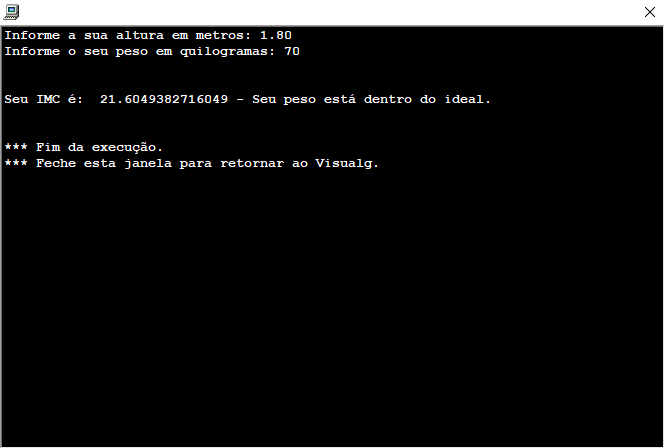 Informe a sua altura em metros: 1.80
Informe o seu peso em quilogramas: 70
Seu IMC é:  21.6049382716049 - Seu peso está dentro do ideal.
*** Fim da execução.
*** Feche esta janela para retornar ao Visualg.